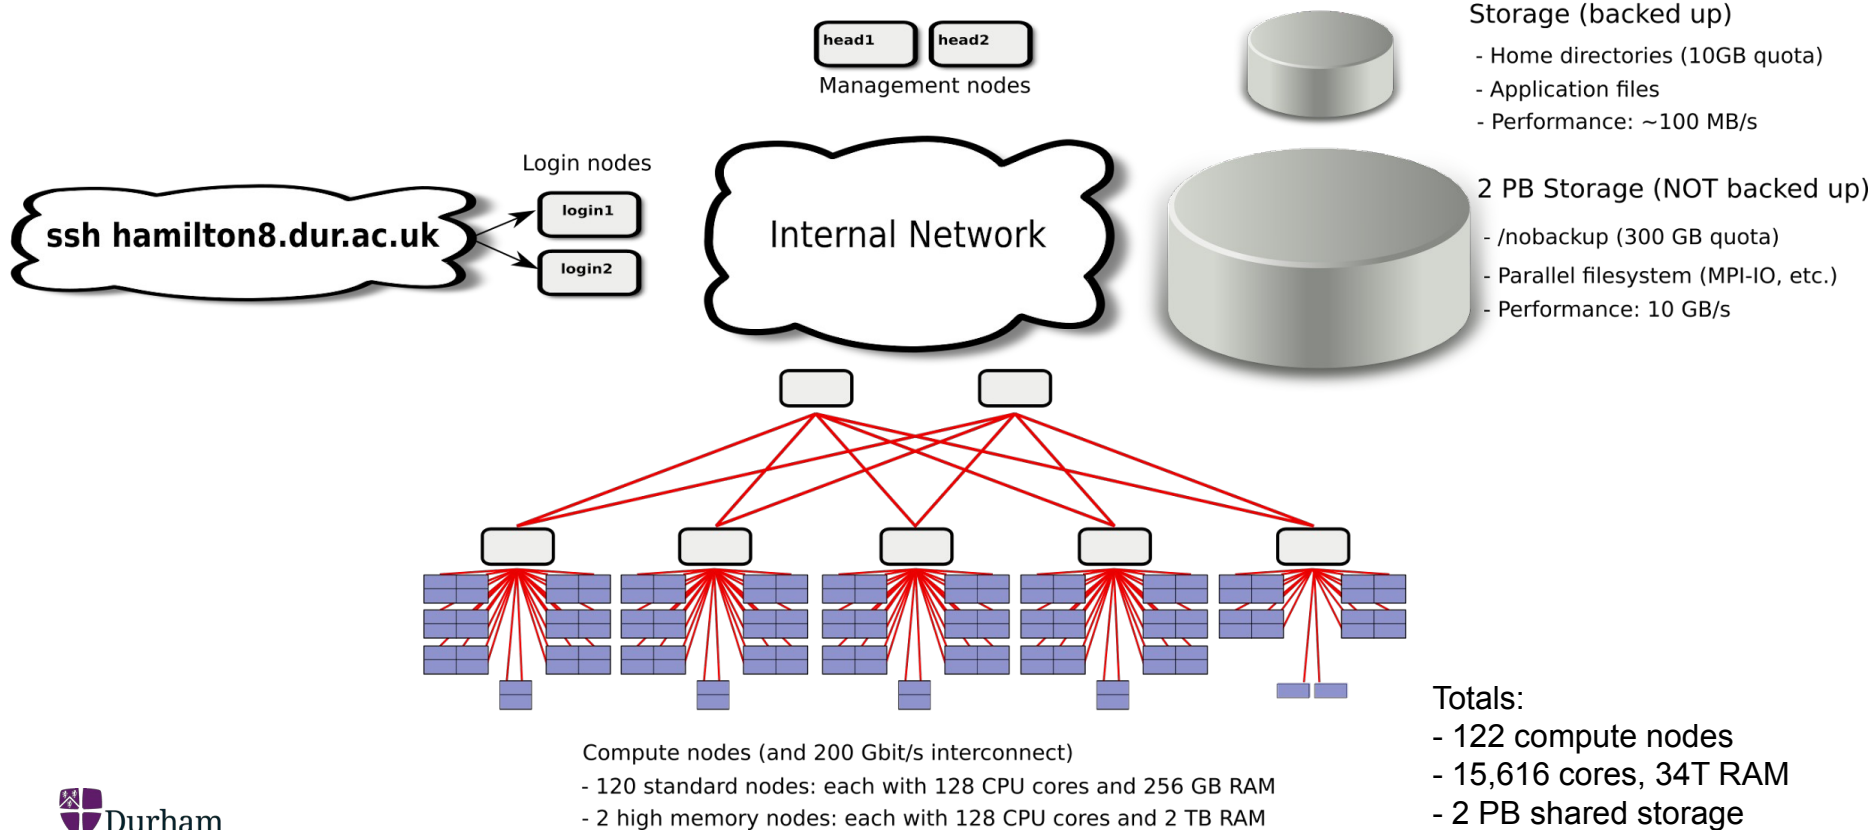 head1
head2
Management nodes
Storage (backed up)
- Home directories (10GB quota)
- Application files
- Performance: ~100 MB/s
Login nodes
ssh hamilton8.dur.ac.uk
login1
login2
Internal Network
2 PB Storage (NOT backed up)
- /nobackup (300 GB quota)
- Parallel filesystem (MPI-IO, etc.)
- Performance: 10 GB/s
Compute nodes (and 200 Gbit/s interconnect)
- 120 standard nodes: each with 128 CPU cores and 256 GB RAM
- 2 high memory nodes: each with 128 CPU cores and 2 TB RAM
Totals:
- 122 compute nodes
- 15,616 cores, 34T RAM
- 2 PB shared storage
Durham